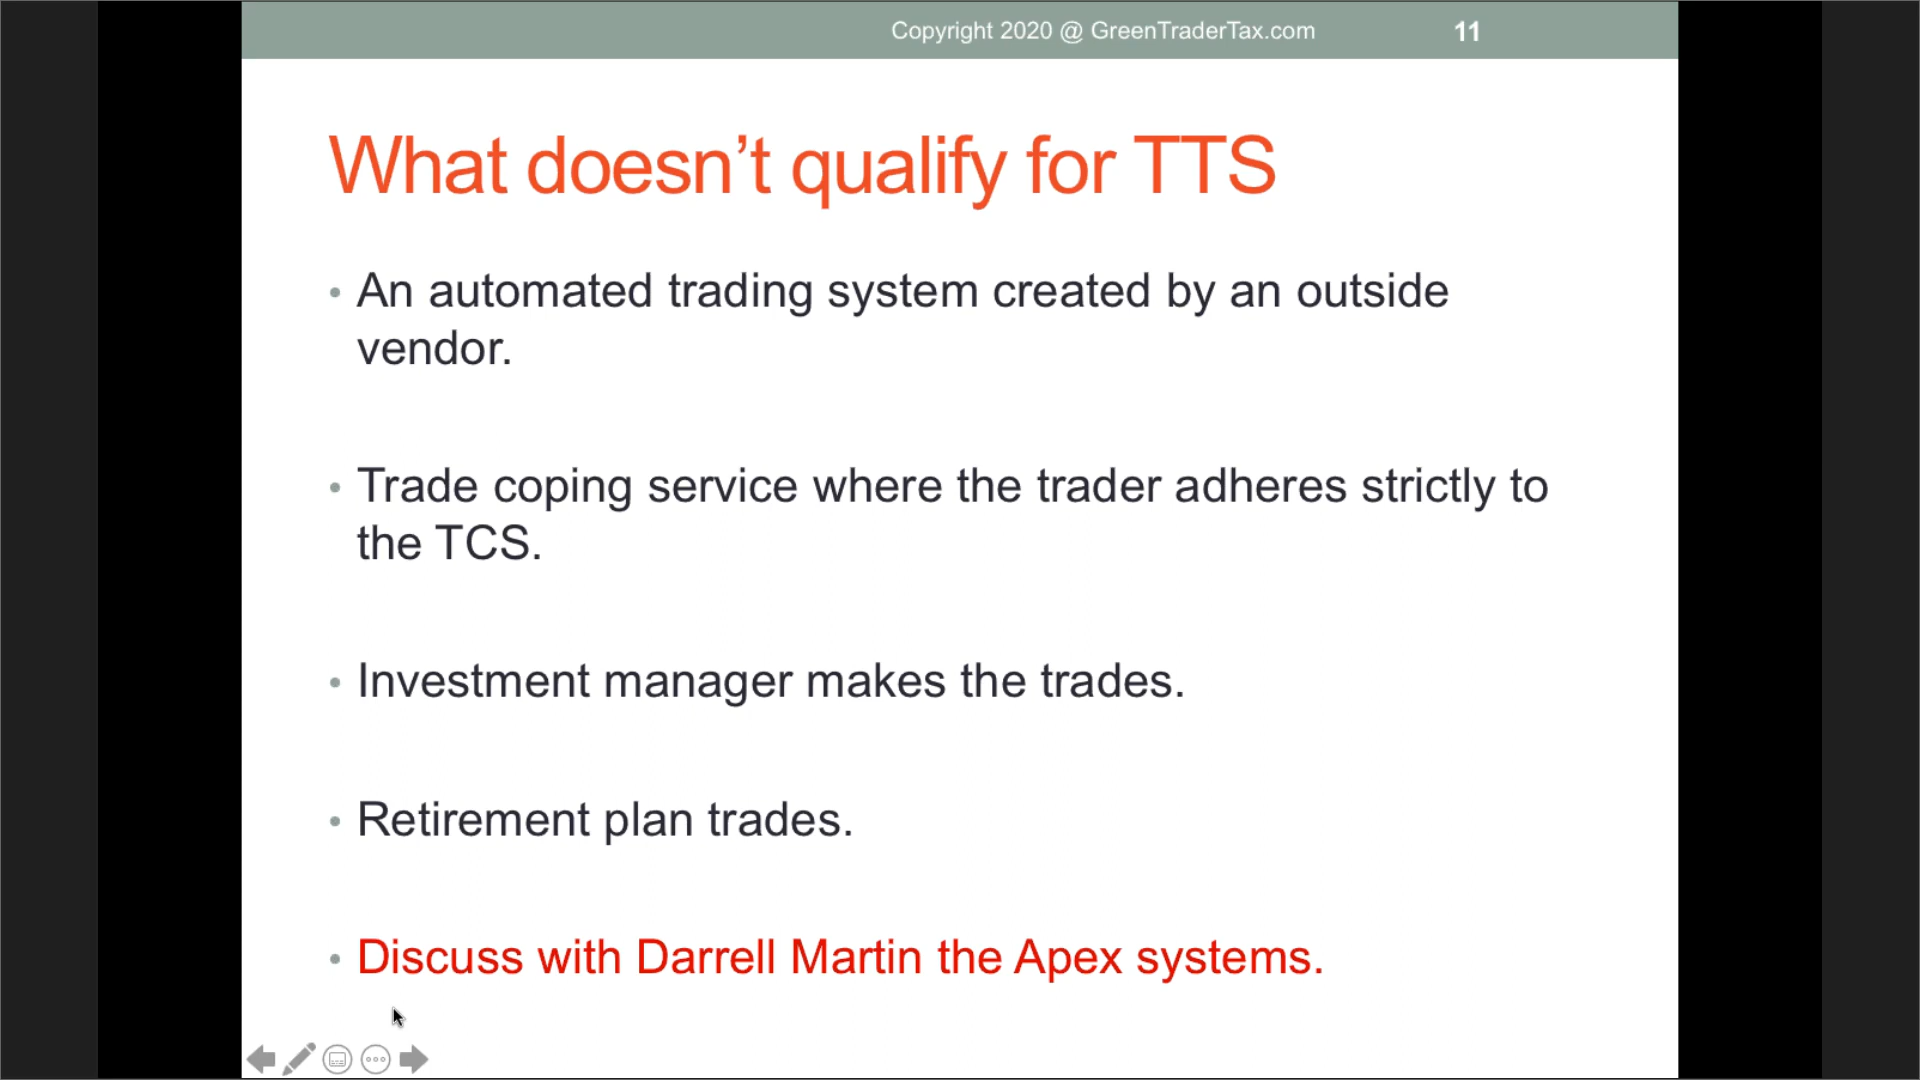 Copyright 2020 @ GreenTraderTax.com 11
What doesn’t qualify for TTS
• An automated trading system created by an outside
vendor.
• Trade coping service where the trader adheres strictly to
the TCS.
• Investment manager makes the trades.
• Retirement plan trades.
• Discuss with Darrell Martin the Apex systems.